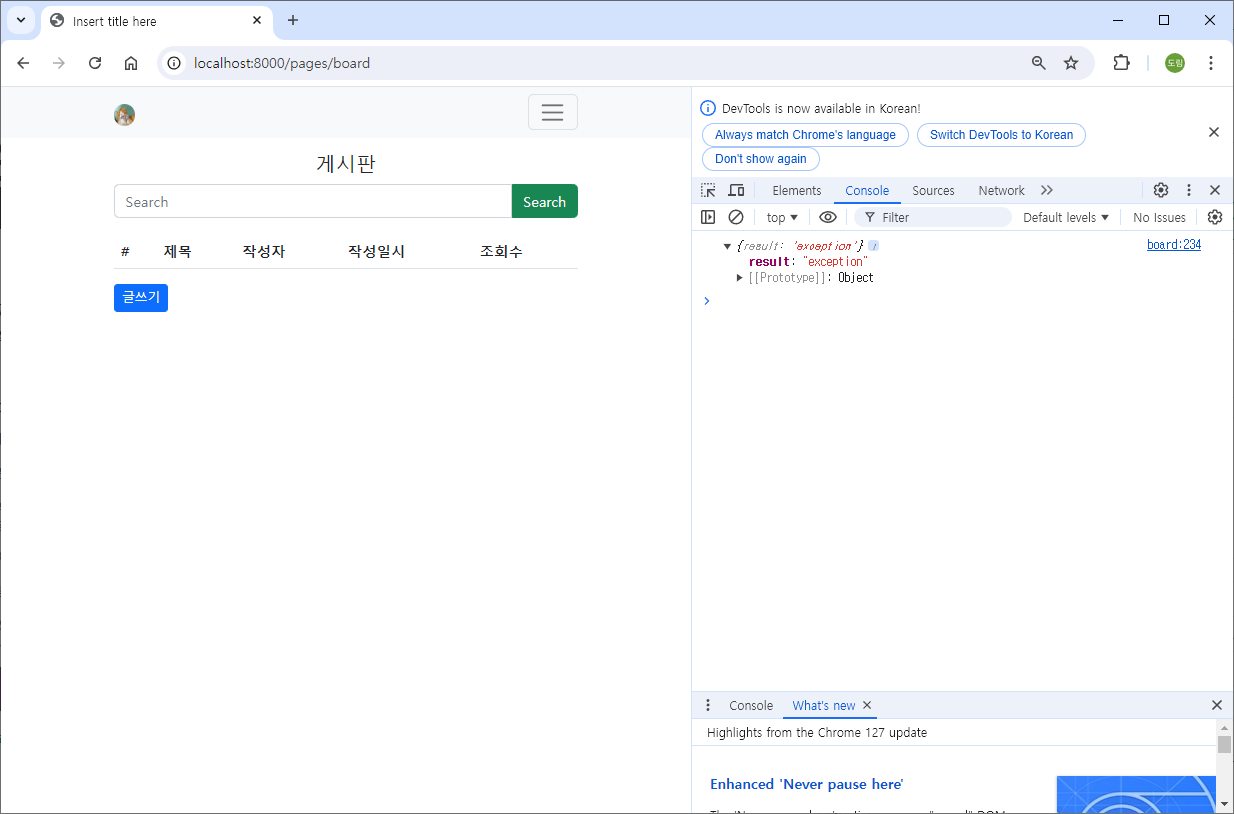 Insert title here
localhost:8000/pages/board
도림
게시판
Search
Search
# 제목 작성자 작성일시 조회수
글쓰기
DevTools is now available in Korean!
Always match Chrome's language
Switch DevTools to Korean
Don't show again
Elements Console Sources Network
top Filter Default levels No Issues
{result: 'exception'} i
board:234
result: "exception"
[[Prototype]]: Object
Console What's new
Highlights from the Chrome 127 update
Enhanced 'Never pause here'